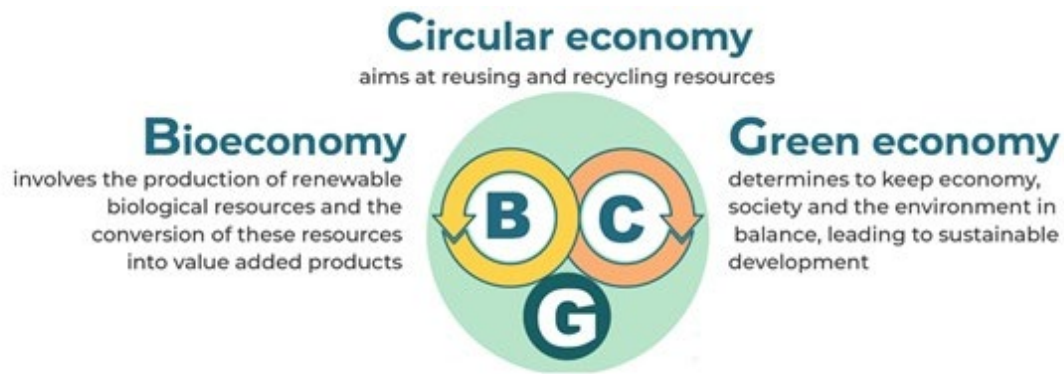 Circular economy
aims at reusing and recycling resources
Bioeconomy
involves the production of renewable
biological resources and the
conversion of these resources
into value added products
Green economy
determines to keep economy,
society and the environment in
balance, leading to sustainable
development
B
C
G